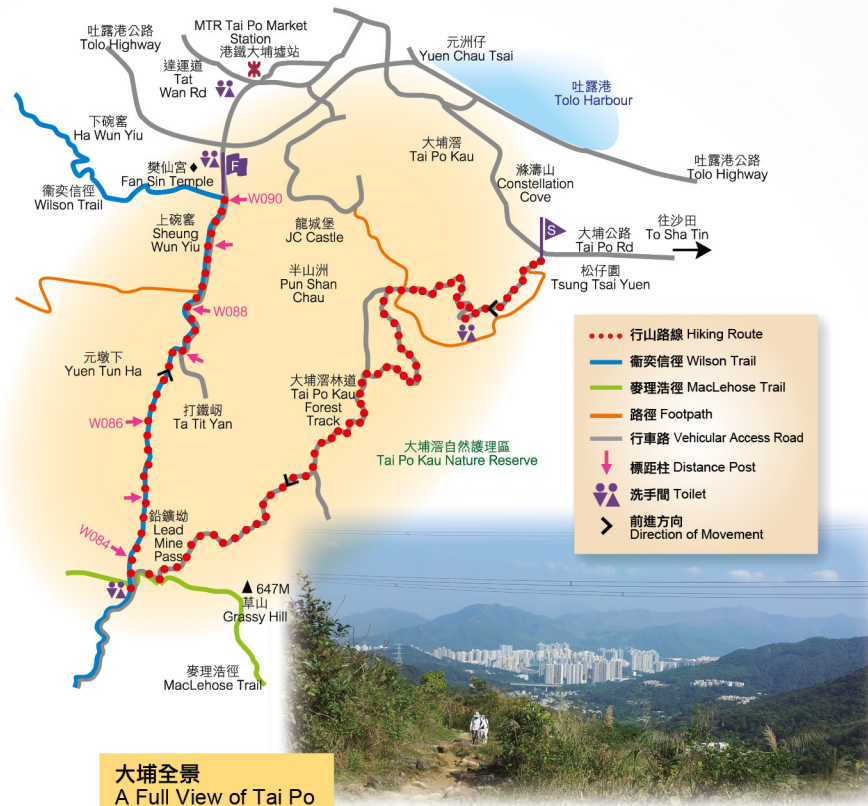 吐露港公路
Tolo Highway
MTR Tai Po Market
Station
港鐵大埔墟站
達運道
Tat
Wan Rd
元洲仔
Yuen Chau Tsai
吐露港
Tolo Harbour
下碗窰
Ha Wun Yiu
大埔滘
Tai Po Kau
吐露港公路
Tolo Highway
樊仙宮
Fan Sin Temple
F
滌濤山
Constellation
Cove
衞奕信徑
Wilson Trail
W090
S
大埔公路
Tai Po Rd
往沙田
To Sha Tin
上碗窰
Sheung
Wun Yiu
龍城堡
JC Castle
松仔園
Tsung Tsai Yuen
半山洲
Pun Shan
Chau
W088
元墩下
Yuen Tun Ha
打鐵屻
Ta Tit Yan
大埔滘林道
Tai Po Kau
Forest
Track
W086
大埔滘自然護理區
Tai Po Kau Nature Reserve
行山路線 Hiking Route
衞奕信徑 Wilson Trail
麥理浩徑 MacLehose Trail
路徑 Footpath
行車路 Vehicular Access Road
標距柱 Distance Post
洗手間 Toilet
前進方向
Direction of Movement
鉛鑛坳
Lead
Mine
Pass
W084
647M
草山
Grassy Hill
麥理浩徑
MacLehose Trail
大埔全景
A Full View of Tai Po